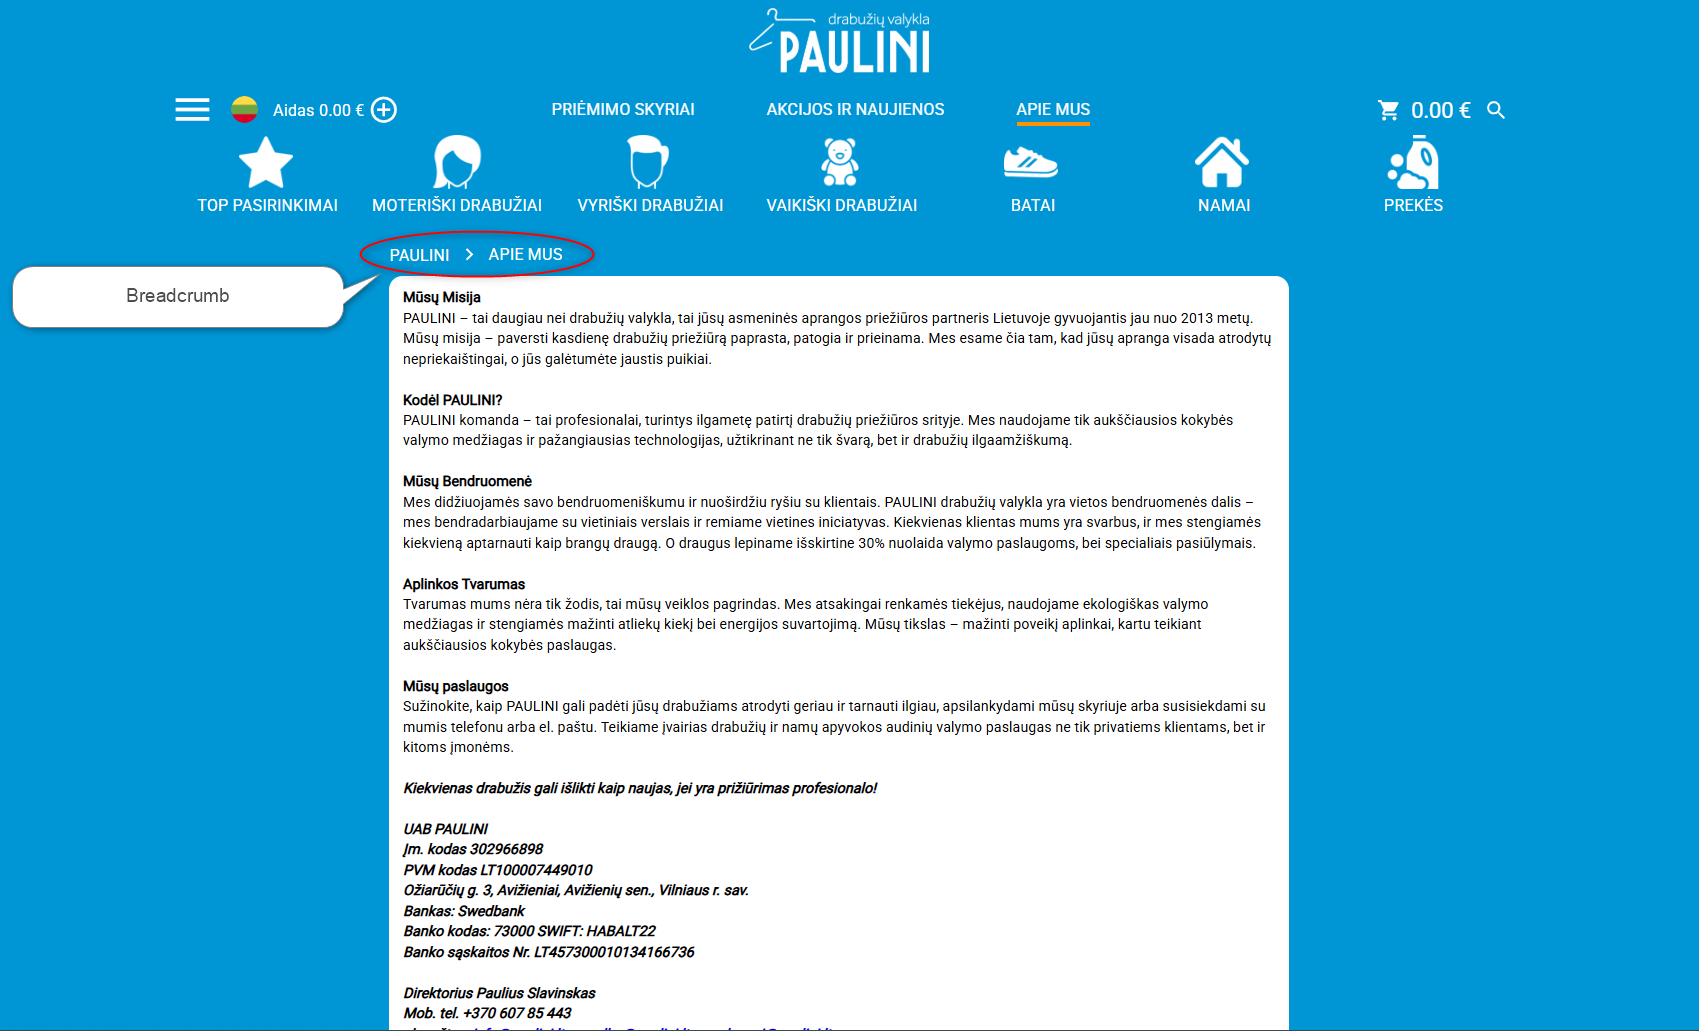 drabužių valykla
PAULINI
Aidas 0.00 €
PRIĖMIMO SKYRIAI
AKCIJOS IR NAUJIENOS
APIE MUS
0.00 €
TOP PASIRINKIMAI
MOTERIŠKI DRABUŽIAI
VYRIŠKI DRABUŽIAI
VAIKIŠKI DRABUŽIAI
BATAI
NAMAI
PREKĖS
PAULINI > APIE MUS
Breadcrumb
Mūsų Misija
PAULINI – tai daugiau nei drabužių valykla, tai jūsų asmeninės aprangos priežiūros partneris Lietuvoje gyvuojantis jau nuo 2013 metų.
Mūsų misija – paversti kasdienę drabužių priežiūrą paprasta, patogia ir prieinama. Mes esame čia tam, kad jūsų apranga visada atrodytų
nepriekaištingai, o jūs galėtumėte jaustis puikiai.
Kodėl PAULINI?
PAULINI komanda – tai profesionalai, turintys ilgametę patirtį drabužių priežiūros srityje. Mes naudojame tik aukščiausios kokybės
valymo medžiagas ir pažangiausias technologijas, užtikrinant ne tik švarą, bet ir drabužių ilgaamžiškumą.
Mūsų Bendruomenė
Mes didžiuojamės savo bendruomeniškumu ir nuoširdžiu ryšiu su klientais. PAULINI drabužių valykla yra vietos bendruomenės dalis –
mes bendradarbiaujame su vietiniais verslais ir remiame vietines iniciatyvas. Kiekvienas klientas mums yra svarbus, ir mes stengiamės
kiekvieną aptarnauti kaip brangų draugą. O draugus lepiname išskirtine 30% nuolaida valymo paslaugoms, bei specialiais pasiūlymais.
Aplinkos Tvarumas
Tvarumas mums nėra tik žodis, tai mūsų veiklos pagrindas. Mes atsakingai renkamės tiekėjus, naudojame ekologiškas valymo
medžiagas ir stengiamės mažinti atliekų kiekį bei energijos suvartojimą. Mūsų tikslas – mažinti poveikį aplinkai, kartu teikiant
aukščiausios kokybės paslaugas.
Mūsų paslaugos
Sužinokite, kaip PAULINI gali padėti jūsų drabužiams atrodyti geriau ir tarnauti ilgiau, apsilankydami mūsų skyriuje arba susisiekdami su
mumis telefonu arba el. paštu. Teikiame įvairias drabužių ir namų apyvokos audinių valymo paslaugas ne tik privatiems klientams, bet ir
kitoms įmonėms.
Kiekvienas drabužis gali išlikti kaip naujas, jei yra prižiūrimas profesionalo!
UAB PAULINI
Įm. kodas 302966898
PVM kodas LT100007449010
Ožiarūčių g. 3, Avižieniai, Avižienių sen., Vilniaus r. sav.
Bankas: Swedbank
Banko kodas: 73000 SWIFT: HABALT22
Banko sąskaitos Nr. LT457300010134166736
Direktorius Paulius Slavinskas
Mob. tel. +370 607 85 443